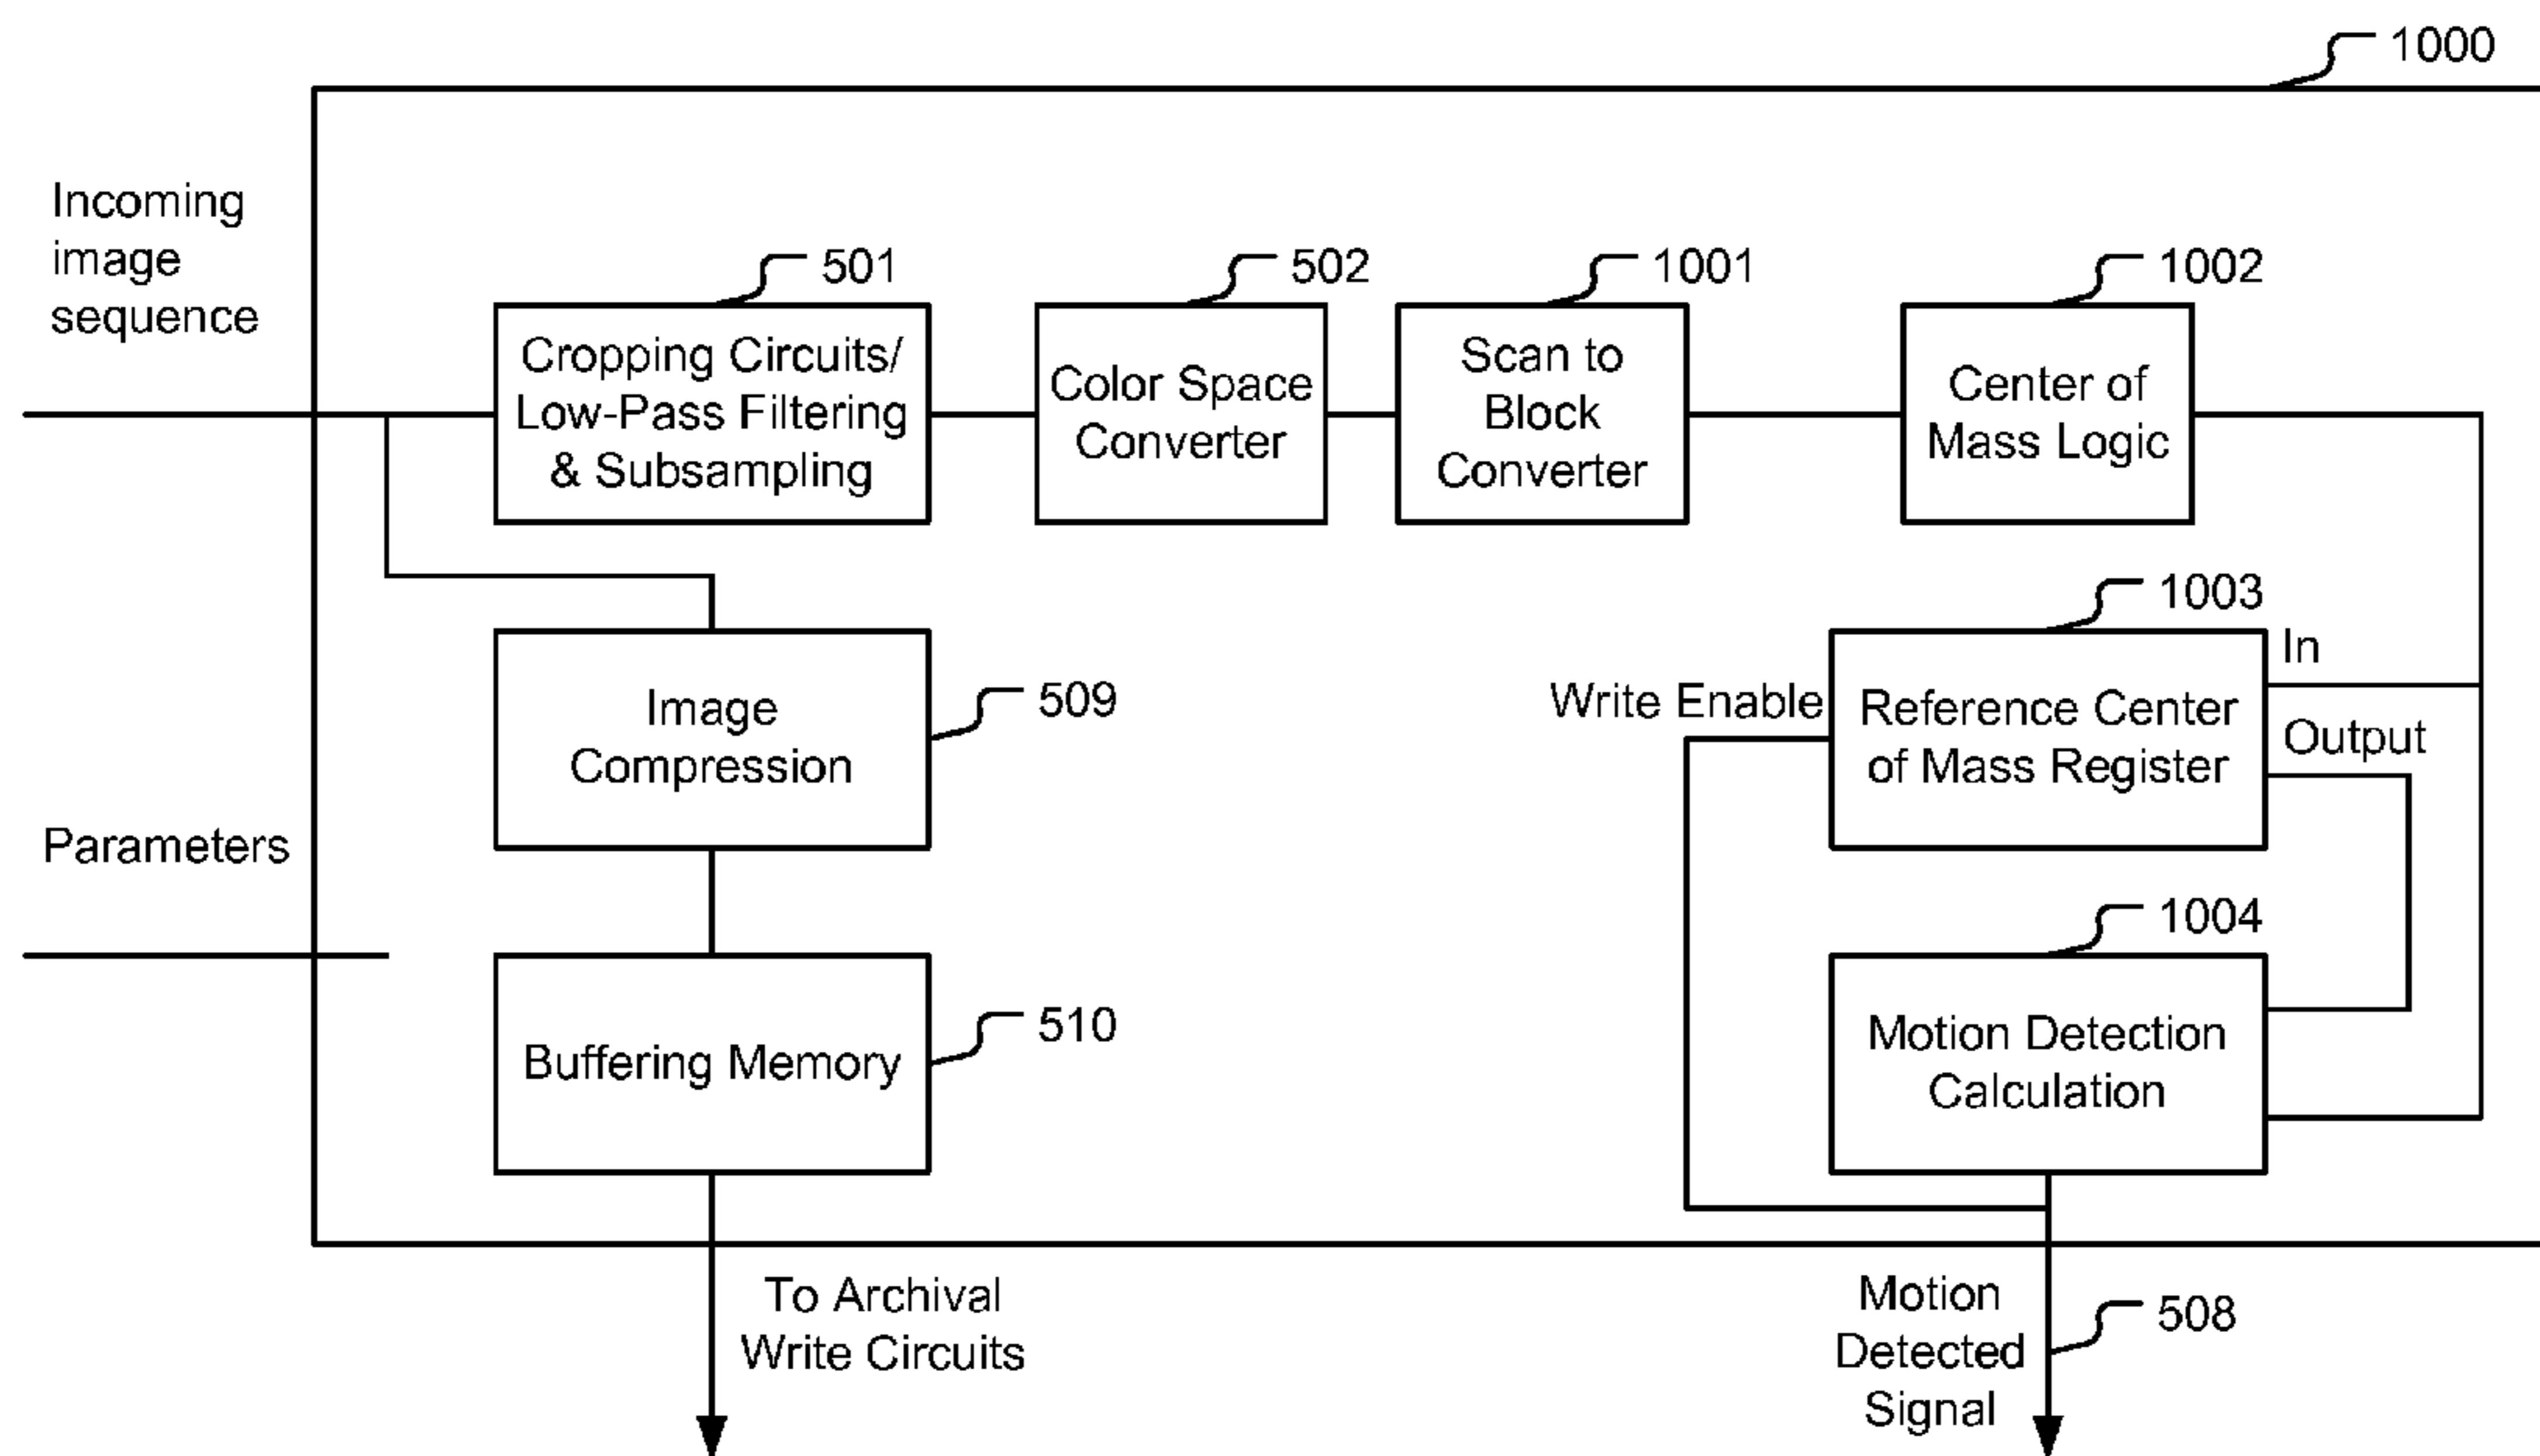 1000
Incoming
image
sequence
501
502
1001
1002
Cropping Circuits/
Low-Pass Filtering
& Subsampling
Color Space
Converter
Scan to
Block
Converter
Center of
Mass Logic
1003
In
Write Enable
Reference Center
of Mass Register
Output
Image
Compression
509
Parameters
1004
Buffering Memory
510
Motion Detection
Calculation
To Archival
Write Circuits
Motion
Detected
Signal
508